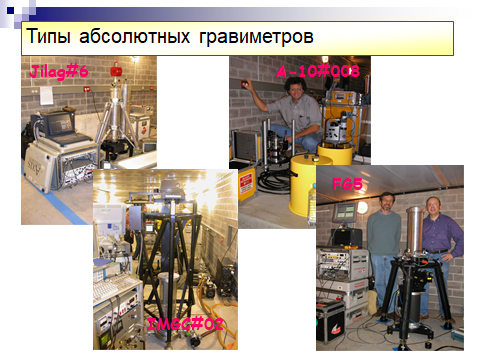 Типы абсолютных гравиметров
Jilag#6
A-10#008
FG5
IMGC#02